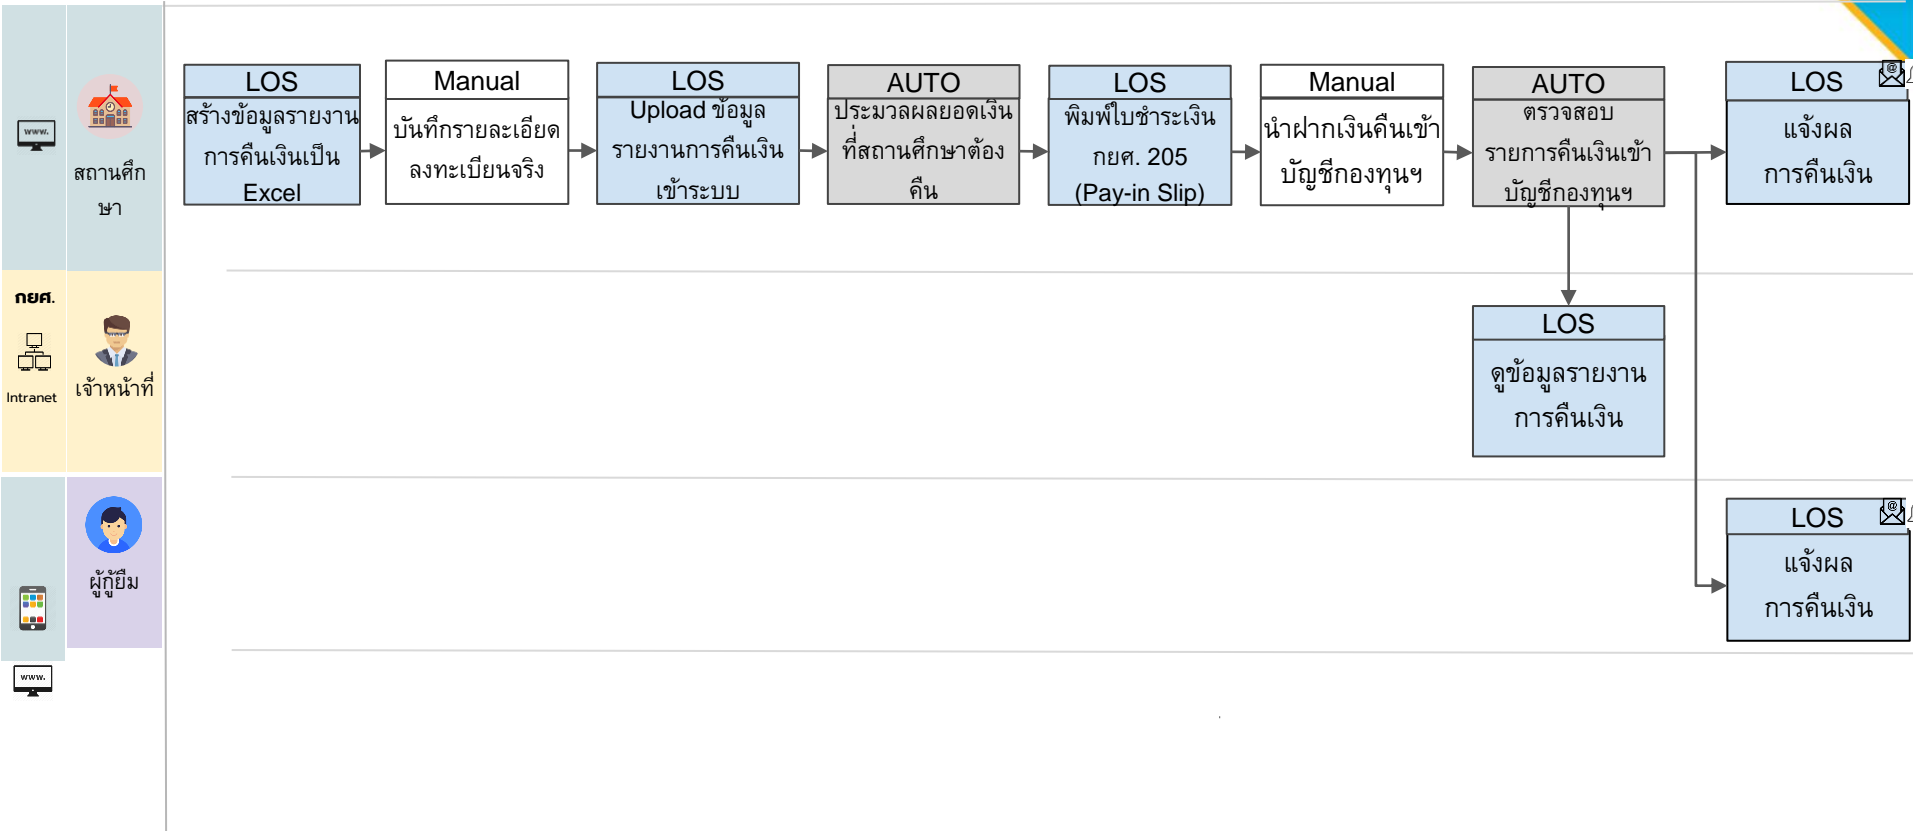 www.
สถานศึก
ษา
LOS
สร้างข้อมูลรายงาน
การคืนเงินเป็น
Excel
Manual
บันทึกรายละเอียด
ลงทะเบียนจริง
LOS
Upload ข้อมูล
รายงานการคืนเงิน
เข้าระบบ
AUTO
ประมวลผลยอดเงิน
ที่สถานศึกษาต้อง
คืน
LOS
พิมพ์ใบชำระเงิน
กยศ. 205
(Pay-in Slip)
Manual
นำฝากเงินคืนเข้า
บัญชีกองทุนฯ
AUTO
ตรวจสอบ
รายการคืนเงินเข้า
บัญชีกองทุนฯ
LOS
@
แจ้งผล
การคืนเงิน
กยศ.
Intranet
เจ้าหน้าที่
LOS
ดูข้อมูลรายงาน
การคืนเงิน
ผู้กู้ยืม
LOS
@
แจ้งผล
การคืนเงิน
www.